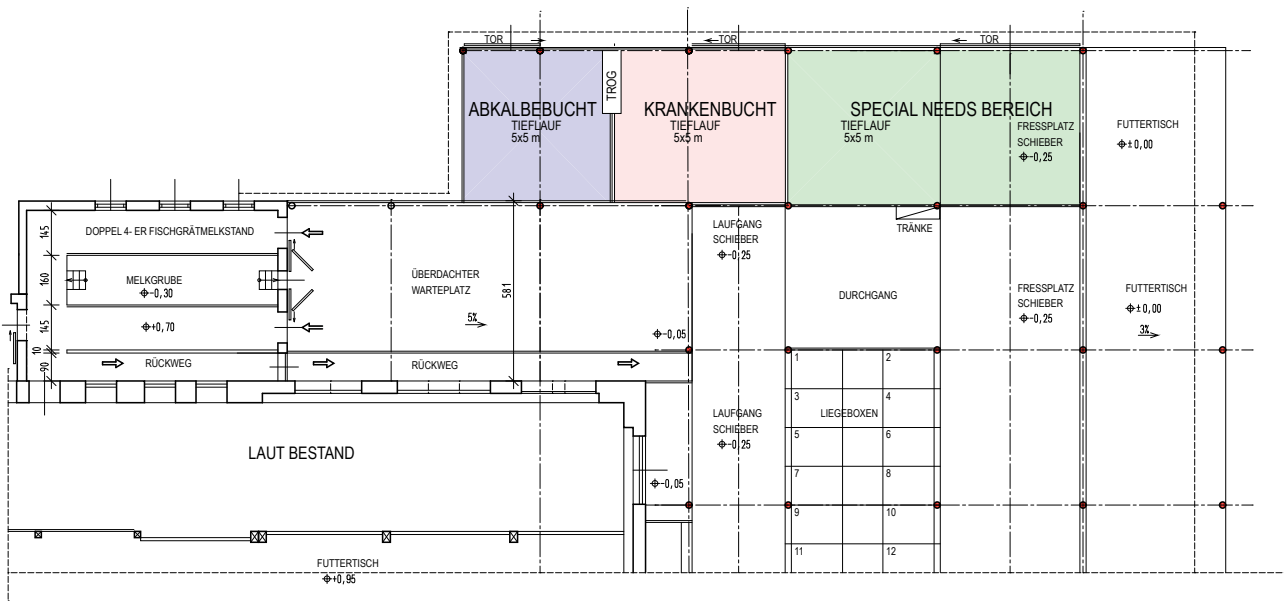 TOR
TOR
TOR
ABKALBEBUCHT
TIEFLAUF
5x5 m
TROG
KRANKENBUCHT
TIEFLAUF
5x5 m
SPECIAL NEEDS BEREICH
TIEFLAUF
5x5 m
FRESSPLATZ
SCHIEBER
-0,25
FUTTERTISCH
±0,00
DOPPEL 4- ER FISCHGRÄTMELKSTAND
MELKGRUBE
-0,30
+0,70
RÜCKWEG
145
160
145
10
90
ÜBERDACHTER
WARTEPLATZ
5%
581
-0,05
RÜCKWEG
LAUFGANG
SCHIEBER
-0,25
TRÄNKE
DURCHGANG
FRESSPLATZ
SCHIEBER
-0,25
FUTTERTISCH
±0,00
3%
LAUT BESTAND
-0,05
LAUFGANG
SCHIEBER
-0,25
1 2
3 4
LIEGEBOXEN
5 6
7 8
9 10
11 12
FUTTERTISCH
+0,95